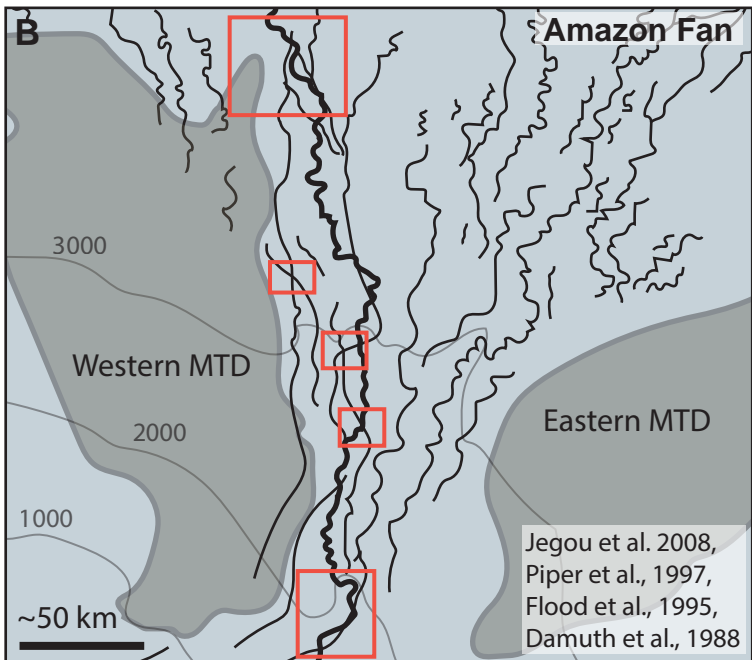 B
Amazon Fan
3000
Western MTD
2000
Eastern MTD
1000
Jegou et al. 2008,
Piper et al., 1997,
Flood et al., 1995,
Damuth et al., 1988
~50 km